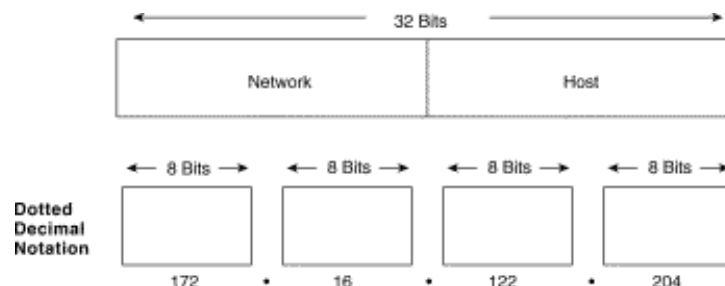 32 Bits
Network Host
8 Bits 8 Bits 8 Bits 8 Bits
Dotted
Decimal
Notation
172 • 16 • 122 • 204